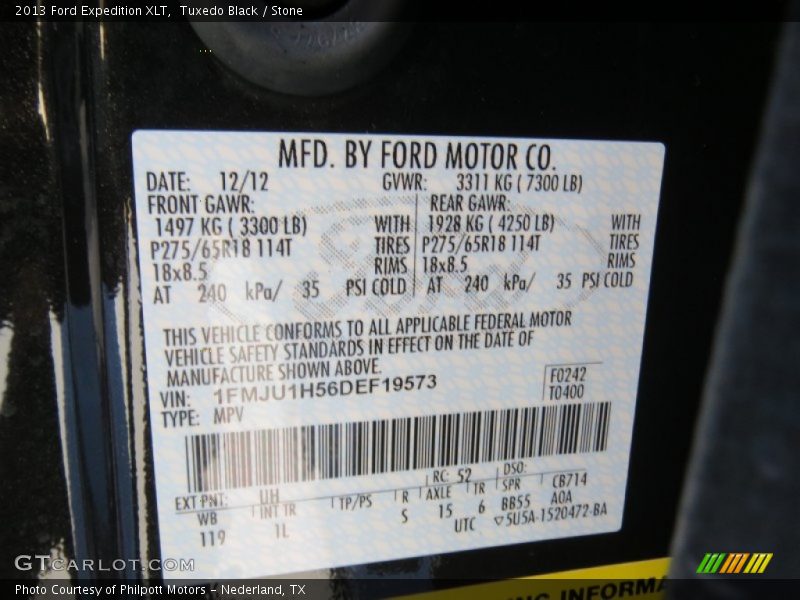 2013 Ford Expedition XLT,  Tuxedo Black / Stone
MFD. BY FORD MOTOR CO.
DATE: 12/12 GVWR: 3311 KG ( 7300 LB)
FRONT GAWR: REAR GAWR:
1497 KG ( 3300 LB) WITH 1928 KG ( 4250 LB) WITH
P275/65R18 114T TIRES P275/65R18 114T TIRES
18x8.5 RIMS 18x8.5 RIMS
AT 240 kPa/ 35 PSI COLD AT 240 kPa/ 35 PSI COLD
THIS VEHICLE CONFORMS TO ALL APPLICABLE FEDERAL MOTOR
VEHICLE SAFETY STANDARDS IN EFFECT ON THE DATE OF
MANUFACTURE SHOWN ABOVE.
VIN: 1FMJU1H56DEF19573 F0242
TYPE: MPV T0400
RC: 52 DSO:
EXT PNT: UH
WB INT TR TP/PS R AXLE TR SPR CB714
119 1L S 15 6 BB55 AOA
UTC ▽5U5A-1520472-BA
GTCARLOT.COM
Photo Courtesy of Philpott Motors - Nederland, TX